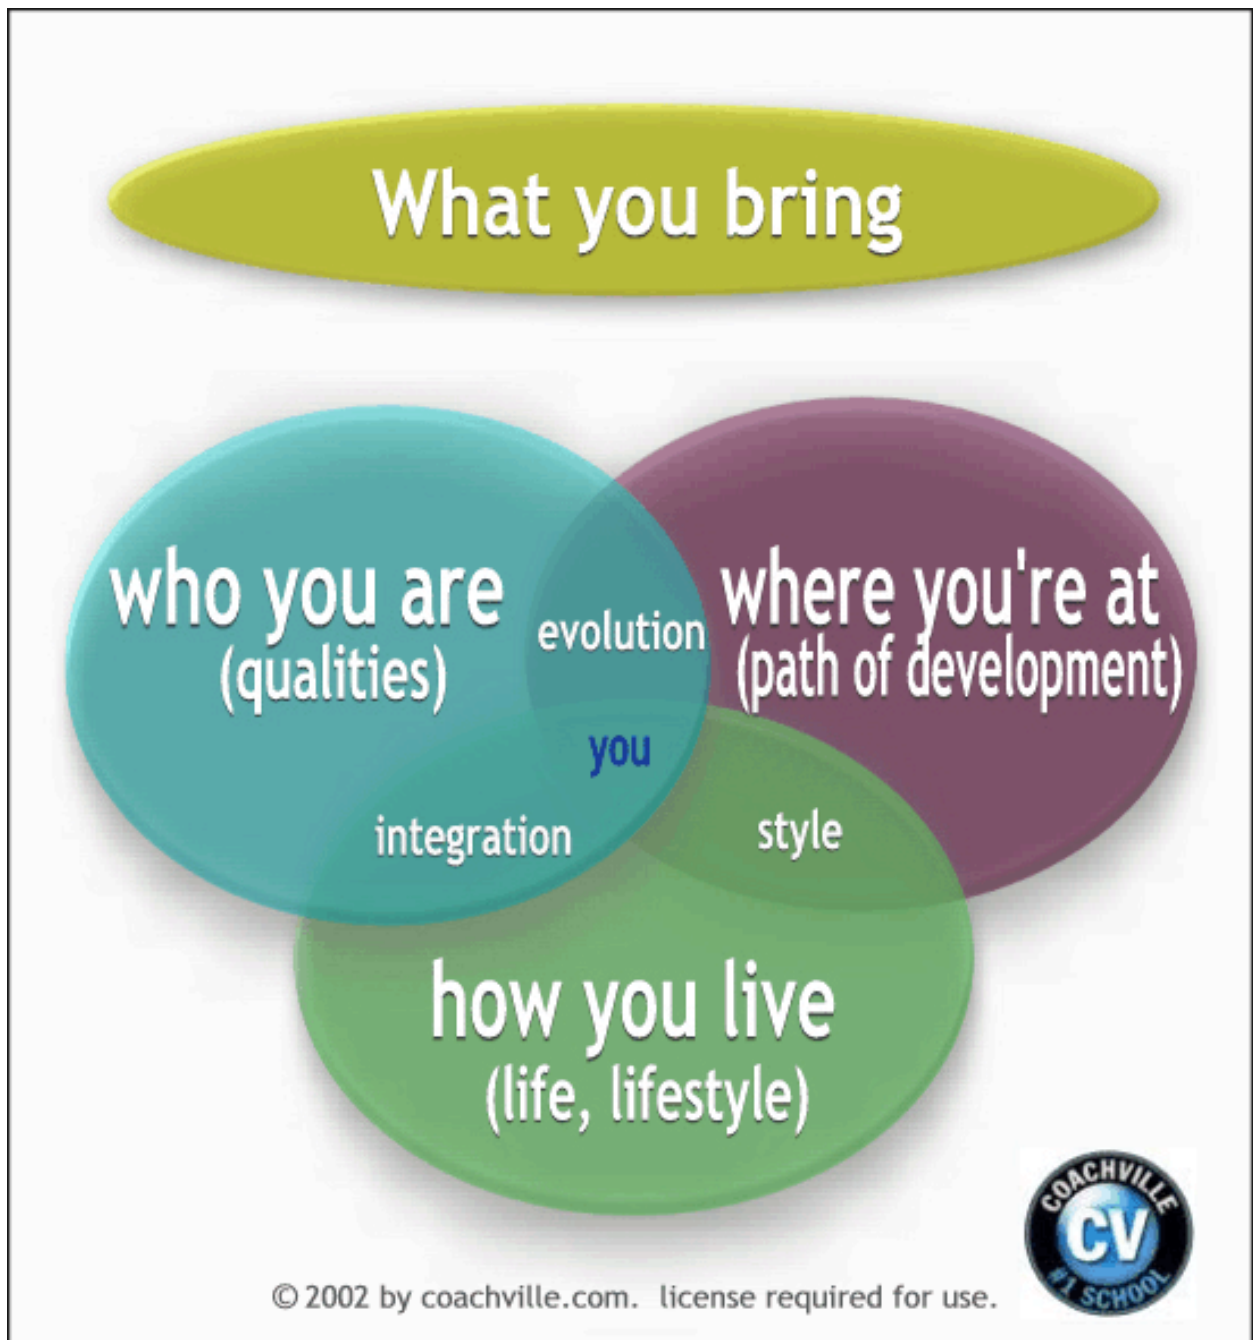 What you bring
who you are
(qualities)
evolution
where you're at
(path of development)
you
integration
style
how you live
(life, lifestyle)
COACHVILLE
CV
#1 SCHOOL
© 2002 by coachville.com. license required for use.